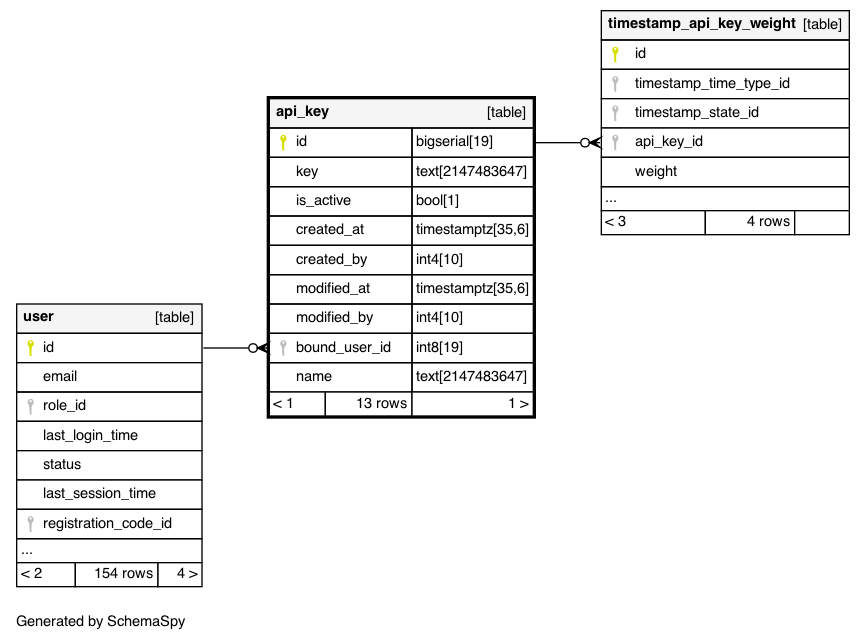 timestamp_api_key_weight [table]
id
timestamp_time_type_id
timestamp_state_id
api_key_id
weight
...
< 3 4 rows
api_key [table]
id bigserial[19]
key text[2147483647]
is_active bool[1]
created_at timestamptz[35,6]
created_by int4[10]
modified_at timestamptz[35,6]
modified_by int4[10]
bound_user_id int8[19]
name text[2147483647]
< 1 13 rows 1 >
user [table]
id
email
role_id
last_login_time
status
last_session_time
registration_code_id
...
< 2 154 rows 4 >
Generated by SchemaSpy